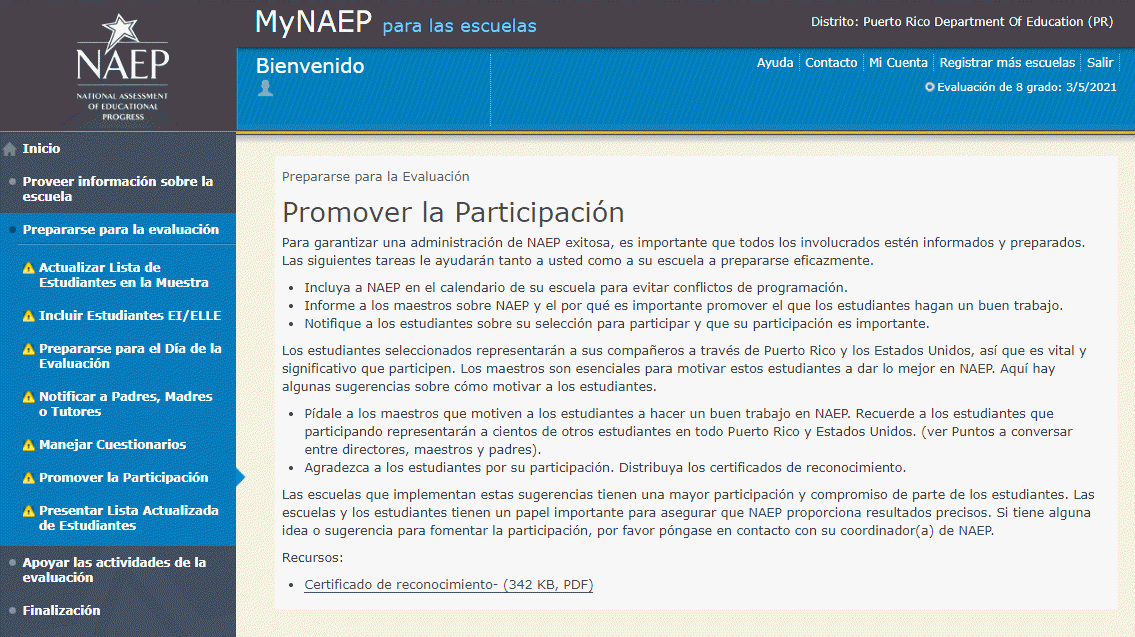 NAEP
NATIONAL ASSESSMENT
OF EDUCATIONAL
PROGRESS
MyNAEP para las escuelas
Distrito: Puerto Rico Department Of Education (PR)
Bienvenido
Ayuda
Contacto
Mi Cuenta
Registrar más escuelas
Salir
Evaluación de 8 grado: 3/5/2021
Inicio
Proveer información sobre la
escuela
Prepararse para la evaluación
Actualizar Lista de
Estudiantes en la Muestra
Incluir Estudiantes EI/ELLE
Prepararse para el Día de la
Evaluación
Notificar a Padres, Madres
o Tutores
Manejar Cuestionarios
Promover la Participación
Presentar Lista Actualizada
de Estudiantes
Apoyar las actividades de la
evaluación
Finalización
Prepararse para la Evaluación
Promover la Participación
Para garantizar una administración de NAEP exitosa, es importante que todos los involucrados estén informados y preparados.
Las siguientes tareas le ayudarán tanto a usted como a su escuela a prepararse eficazmente.
• Incluya a NAEP en el calendario de su escuela para evitar conflictos de programación.
• Informe a los maestros sobre NAEP y el por qué es importante promover el que los estudiantes hagan un buen trabajo.
• Notifique a los estudiantes sobre su selección para participar y que su participación es importante.
Los estudiantes seleccionados representarán a sus compañeros a través de Puerto Rico y los Estados Unidos, así que es vital y
significativo que participen. Los maestros son esenciales para motivar estos estudiantes a dar lo mejor en NAEP. Aquí hay
algunas sugerencias sobre cómo motivar a los estudiantes.
• Pídale a los maestros que motiven a los estudiantes a hacer un buen trabajo en NAEP. Recuerde a los estudiantes que
participando representarán a cientos de otros estudiantes en todo Puerto Rico y Estados Unidos. (ver Puntos a conversar
entre directores, maestros y padres).
• Agradezca a los estudiantes por su participación. Distribuya los certificados de reconocimiento.
Las escuelas que implementan estas sugerencias tienen una mayor participación y compromiso de parte de los estudiantes. Las
escuelas y los estudiantes tienen un papel importante para asegurar que NAEP proporciona resultados precisos. Si tiene alguna
idea o sugerencia para fomentar la participación, por favor póngase en contacto con su coordinador(a) de NAEP.
Recursos:
• Certificado de reconocimiento- (342 KB, PDF)